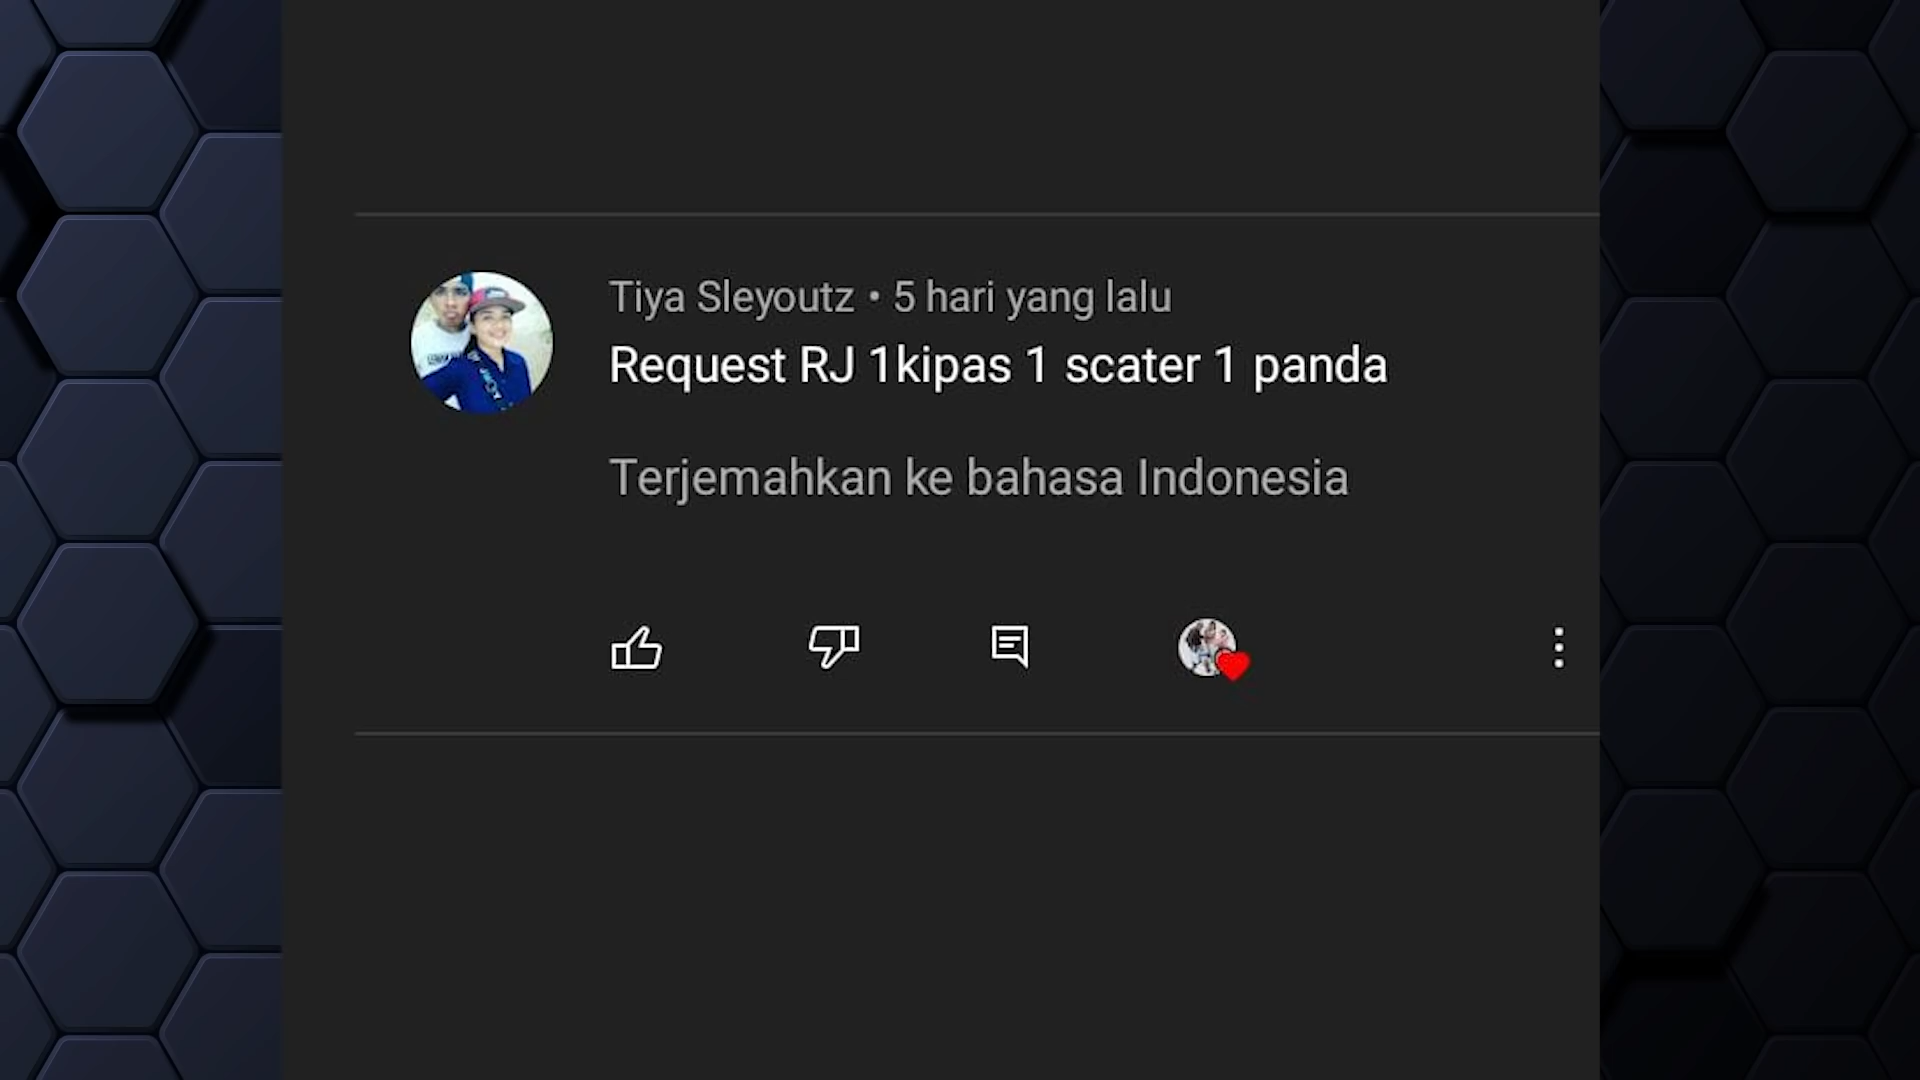 Tiya Sleyoutz • 5 hari yang lalu
Request RJ 1kipas 1 scater 1 panda
Terjemahkan ke bahasa Indonesia